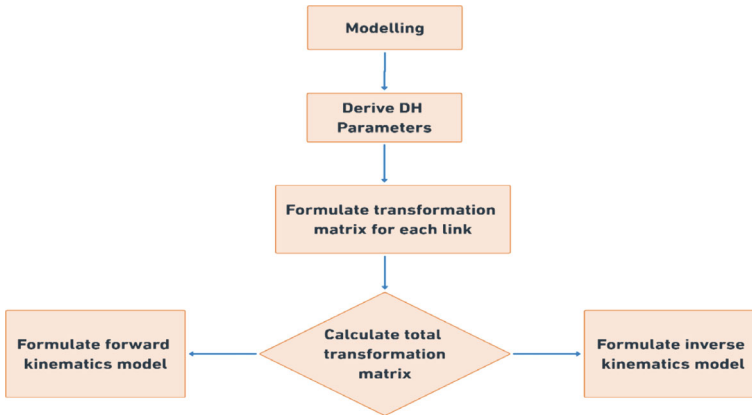 Modelling
Derive DH
Parameters
Formulate transformation
matrix for each link
Formulate forward
kinematics model
Calculate total
transformation
matrix
Formulate inverse
kinematics model